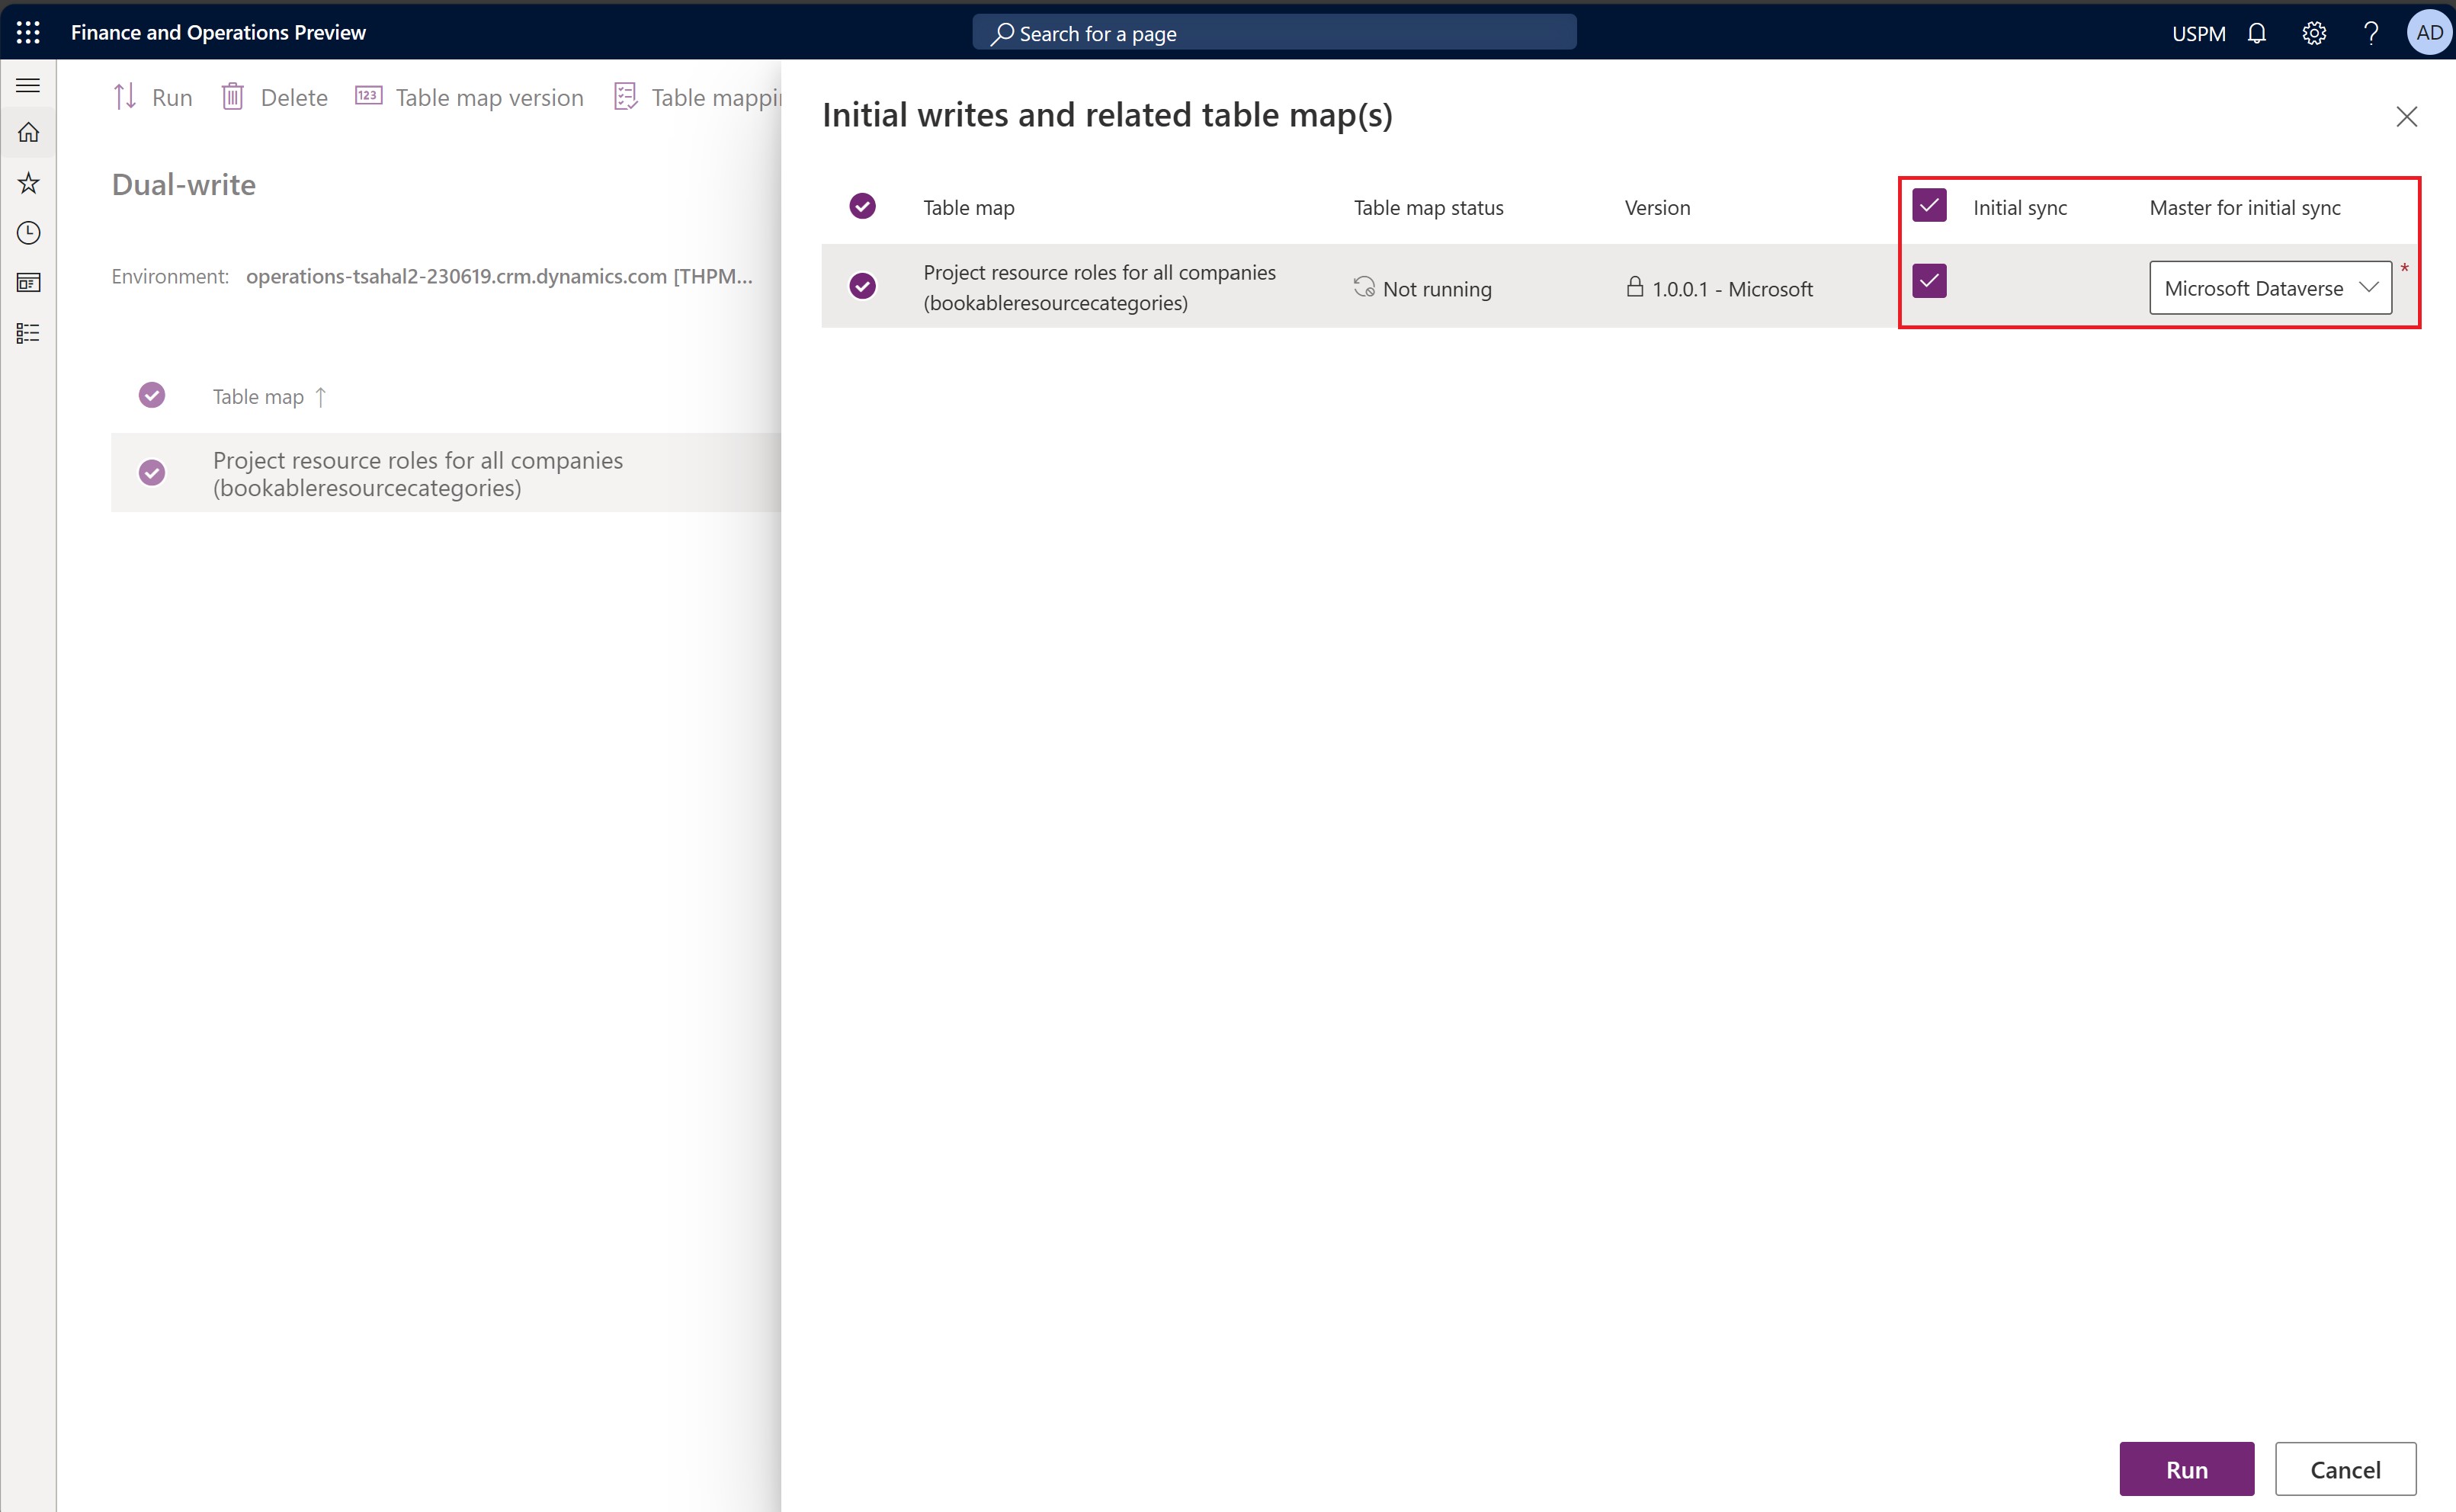 Finance and Operations Preview
Search for a page
USPM
AD
Run
Delete
123
Table map version
Table mappi
Dual-write
Environment: operations-tsahal2-230619.crm.dynamics.com [THPM...
Table map ↑
Project resource roles for all companies
(bookableresourcecategories)
Initial writes and related table map(s)
Table map
Table map status
Version
Initial sync
Master for initial sync
Project resource roles for all companies
(bookableresourcecategories)
Not running
1.0.0.1 - Microsoft
Microsoft Dataverse
*
Run
Cancel